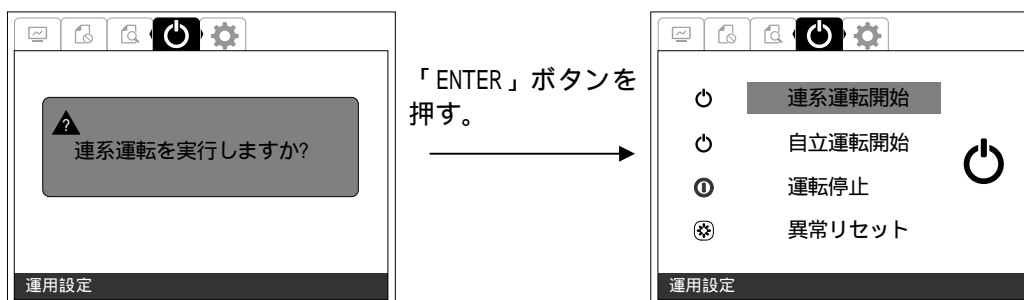 連系運転を実行しますか?
運用設定
「ENTER」ボタンを
押す。
連系運転開始
自立運転開始
運転停止
異常リセット
運用設定